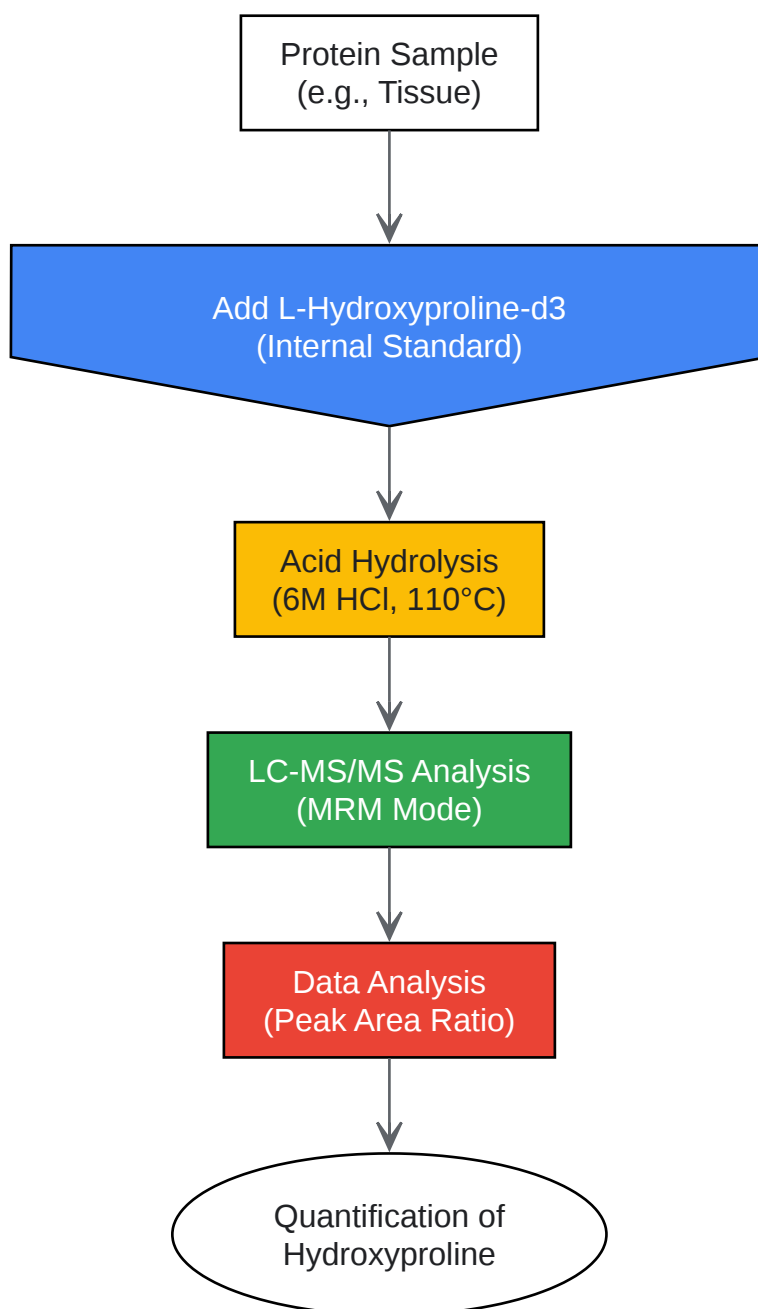 Protein Sample
(e.g., Tissue)
Add L-Hydroxyproline-d3
(Internal Standard)
Acid Hydrolysis
(6M HCl, 110°C)
LC-MS/MS Analysis
(MRM Mode)
Data Analysis
(Peak Area Ratio)
Quantification of
Hydroxyproline